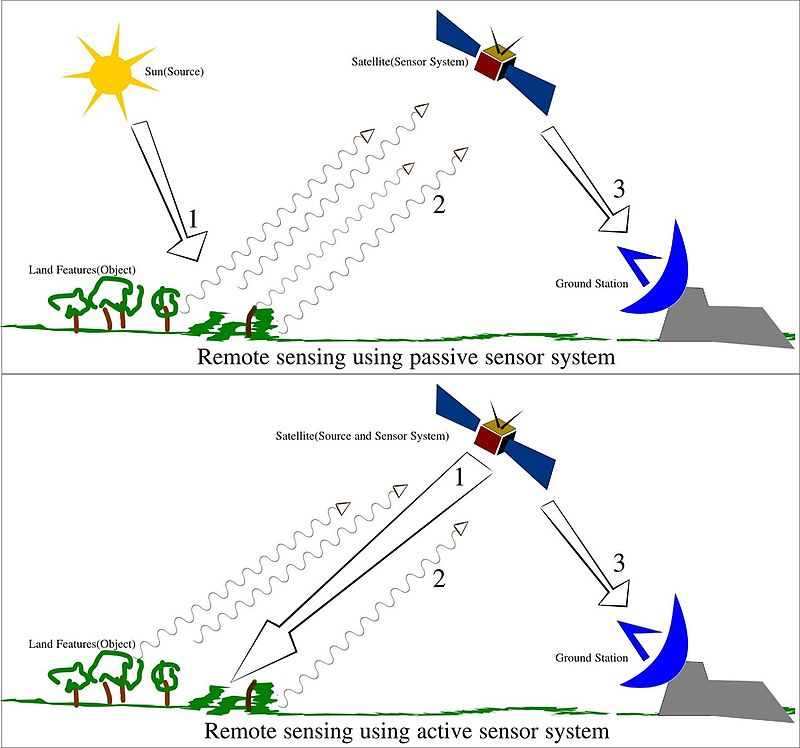 Sun(Source)
Satellite(Sensor System)
1
2
3
Land Features(Object)
Ground Station
Remote sensing using passive sensor system
Satellite(Source and Sensor System)
1
2
3
Land Features(Object)
Ground Station
Remote sensing using active sensor system